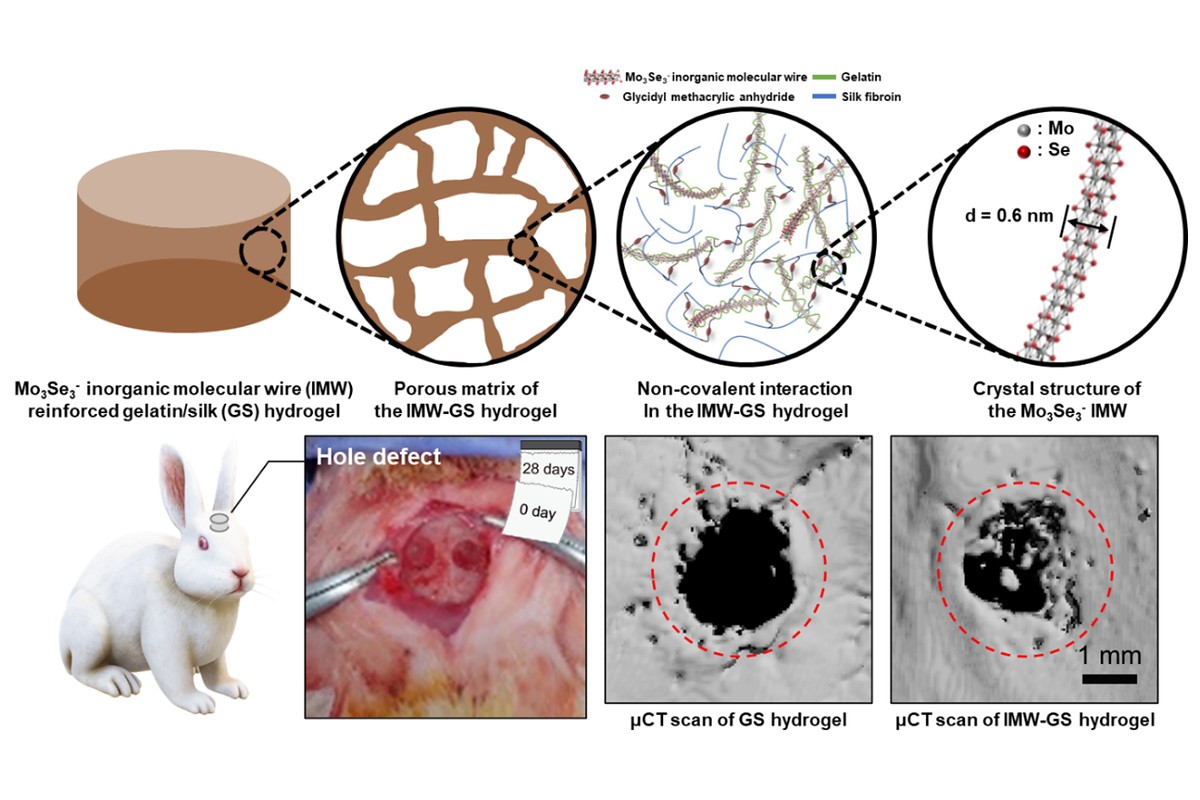 Mo₃Se₃⁻ inorganic molecular wire
Gelatin
Glycidyl methacrylic anhydride
Silk fibroin
: Mo
: Se
d = 0.6 nm
Mo₃Se₃⁻ inorganic molecular wire (IMW)
reinforced gelatin/silk (GS) hydrogel
Porous matrix of
the IMW-GS hydrogel
Non-covalent interaction
In the IMW-GS hydrogel
Crystal structure of
the Mo₃Se₃⁻ IMW
Hole defect
28 days
0 day
1 mm
μCT scan of GS hydrogel
μCT scan of IMW-GS hydrogel